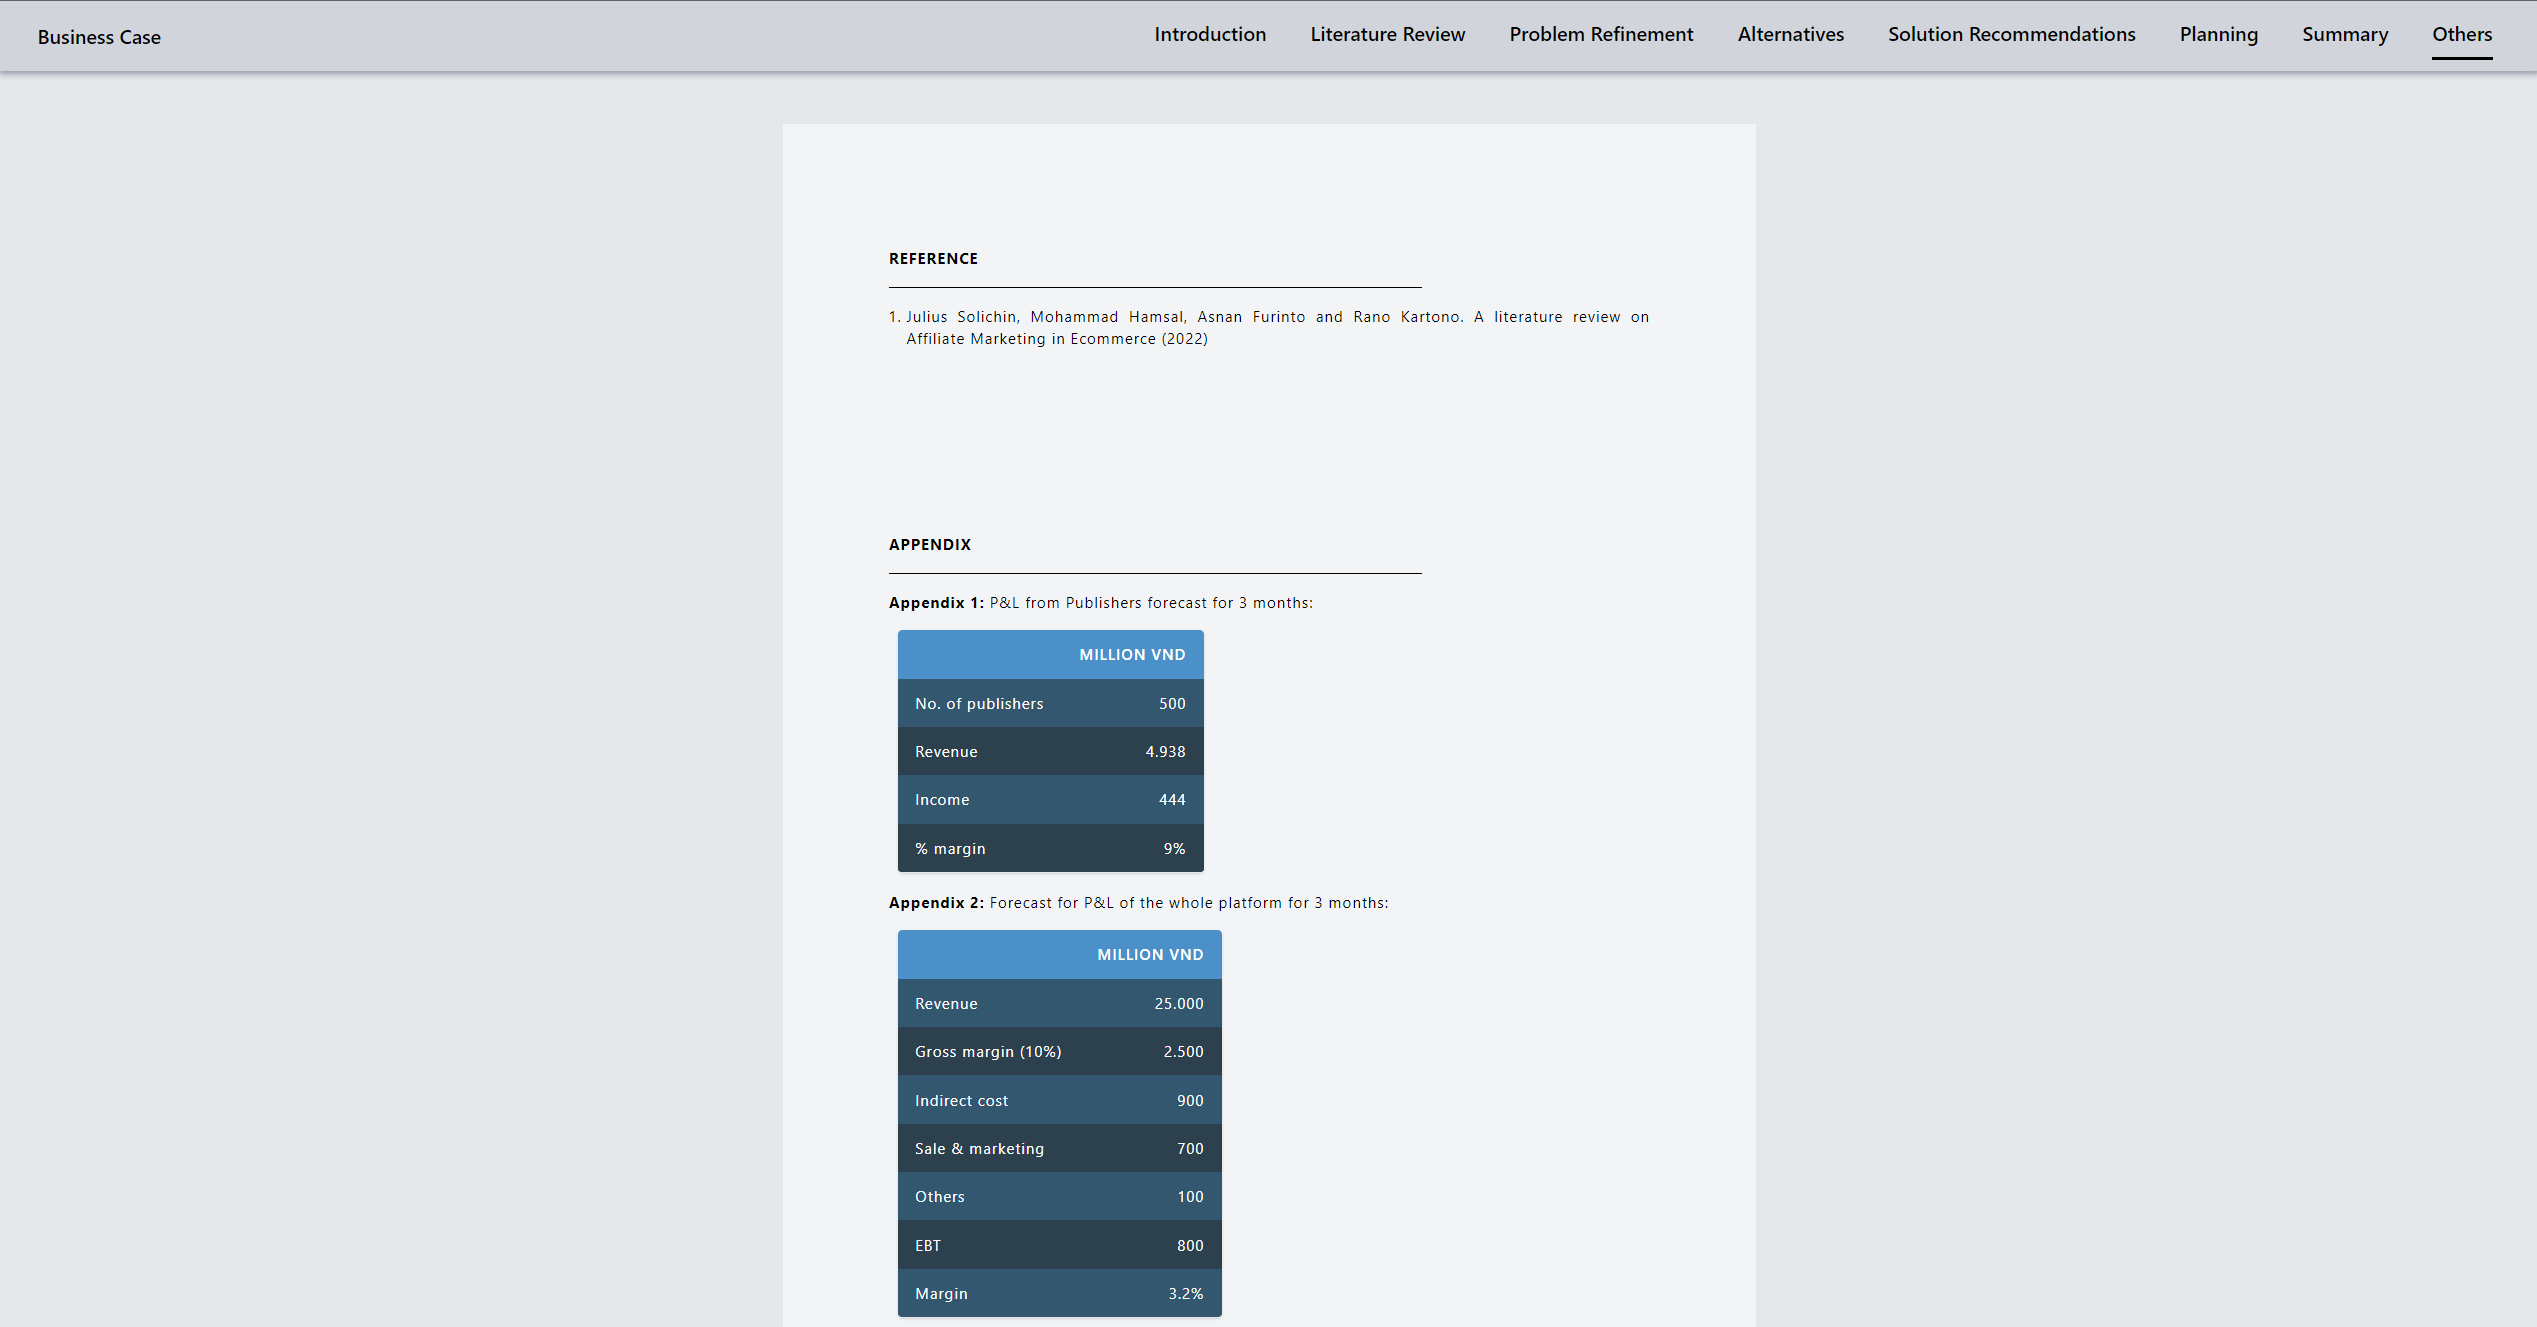 Business Case
Introduction
Literature Review
Problem Refinement
Alternatives
Solution Recommendations
Planning
Summary
Others
REFERENCE
1. Julius Solichin, Mohammad Hamsal, Asnan Furinto and Rano Kartono. A literature review on
Affiliate Marketing in Ecommerce (2022)
APPENDIX
Appendix 1: P&L from Publishers forecast for 3 months:
MILLION VND
No. of publishers 500
Revenue 4.938
Income 444
% margin 9%
Appendix 2: Forecast for P&L of the whole platform for 3 months:
MILLION VND
Revenue 25.000
Gross margin (10%) 2.500
Indirect cost 900
Sale & marketing 700
Others 100
EBT 800
Margin 3.2%